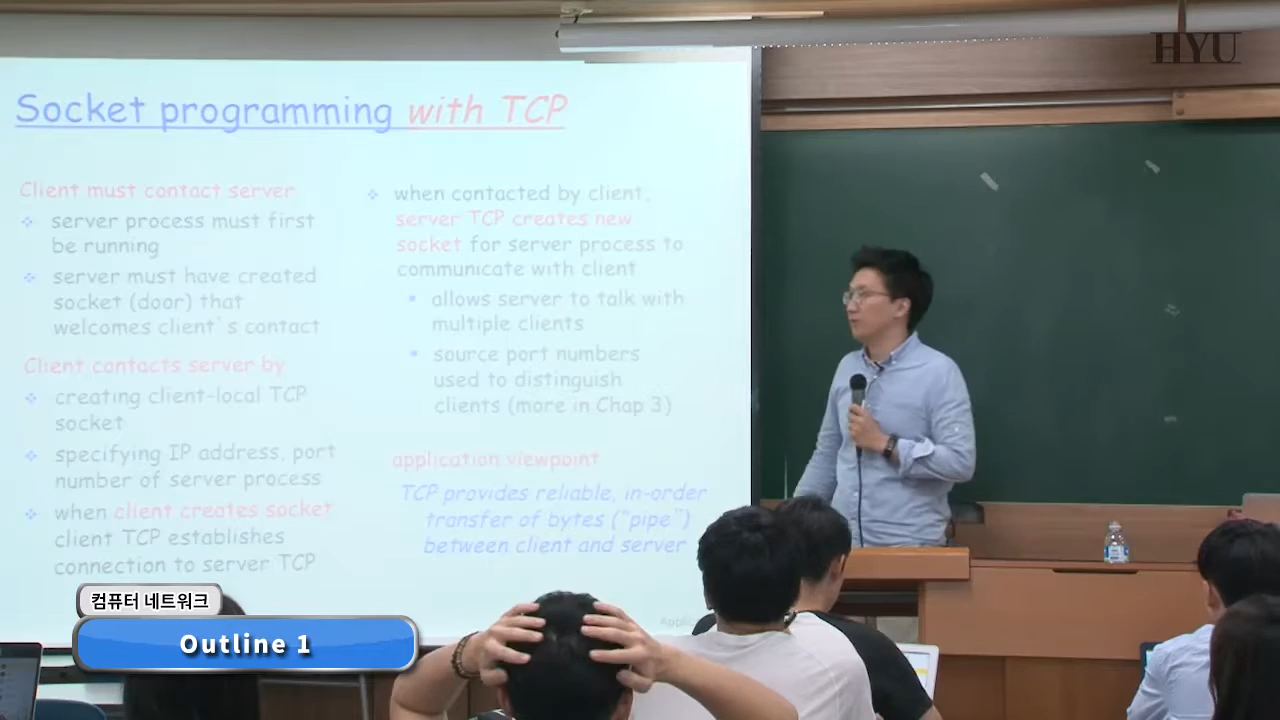 HYU
Socket programming with TCP
Client must contact server
server process must first
be running
server must have created
socket (door) that
welcomes client`s contact
Client contacts server by
creating client-local TCP
socket
specifying IP address, port
number of server process
when client creates socket
client TCP establishes
connection to server TCP
when contacted by client,
server TCP creates new
socket for server process to
communicate with client
allows server to talk with
multiple clients
source port numbers
used to distinguish
clients (more in Chap 3)
application viewpoint
TCP provides reliable, in-order
transfer of bytes ("pipe")
between client and server
컴퓨터 네트워크
Outline 1